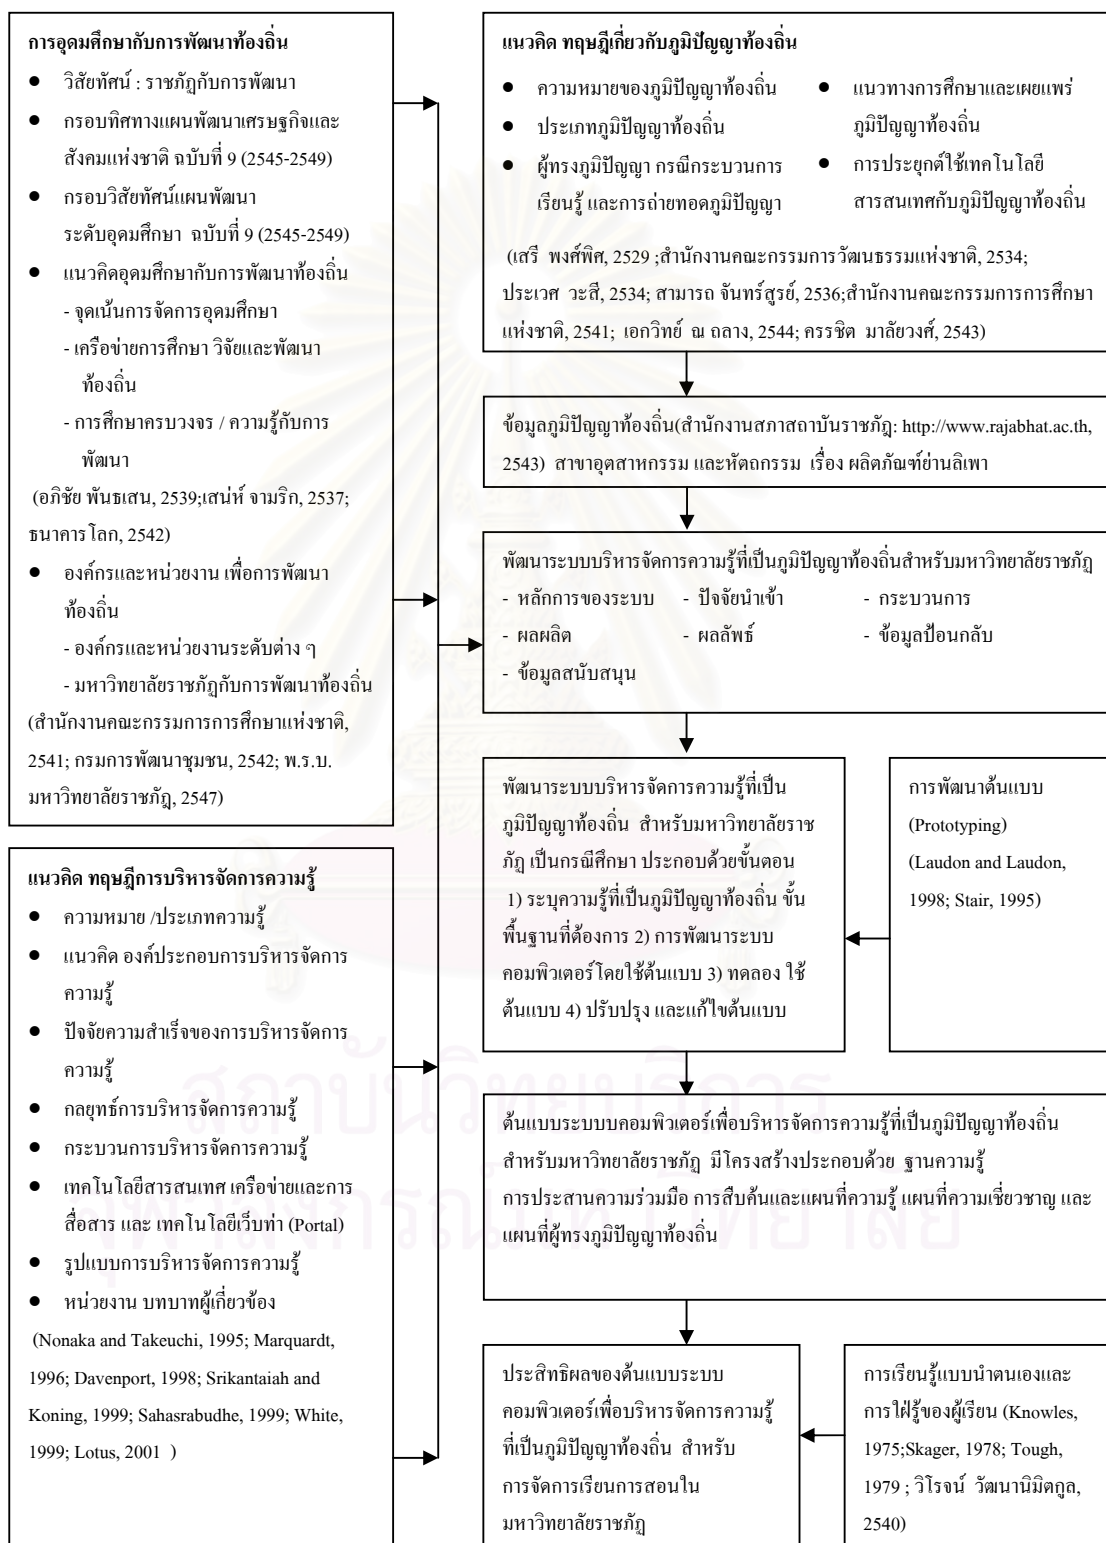 การอุดมศึกษากับการพัฒนาท้องถิ่น
● วิสัยทัศน์ : ราชภัฏกับการพัฒนา
● กรอบทิศทางแผนพัฒนาเศรษฐกิจและ
สังคมแห่งชาติ ฉบับที่ 9 (2545-2549)
● กรอบวิสัยทัศน์แผนพัฒนา
ระดับอุดมศึกษา ฉบับที่ 9 (2545-2549)
● แนวคิดอุดมศึกษากับการพัฒนาท้องถิ่น
- จุดเน้นการจัดการอุดมศึกษา
- เครือข่ายการศึกษา วิจัยและพัฒนา
ท้องถิ่น
- การศึกษาครบวงจร / ความรู้กับการ
พัฒนา
(อภิชัย พันธเสน, 2539;เสน่ห์ จามริก, 2537;
ธนาคารโลก, 2542)
● องค์กรและหน่วยงาน เพื่อการพัฒนา
ท้องถิ่น
- องค์กรและหน่วยงานระดับต่าง ๆ
- มหาวิทยาลัยราชภัฏกับการพัฒนาท้องถิ่น
(สำนักงานคณะกรรมการการศึกษาแห่งชาติ,
2541; กรมการพัฒนาชุมชน, 2542; พ.ร.บ.
มหาวิทยาลัยราชภัฏ, 2547)
แนวคิด ทฤษฎีการบริหารจัดการความรู้
● ความหมาย /ประเภทความรู้
● แนวคิด องค์ประกอบการบริหารจัดการ
ความรู้
● ปัจจัยความสำเร็จของการบริหารจัดการ
ความรู้
● กลยุทธ์การบริหารจัดการความรู้
● กระบวนการบริหารจัดการความรู้
● เทคโนโลยีสารสนเทศ เครือข่ายและการ
สื่อสาร และ เทคโนโลยีเว็บท่า (Portal)
● รูปแบบการบริหารจัดการความรู้
● หน่วยงาน บทบาทผู้เกี่ยวข้อง
(Nonaka and Takeuchi, 1995; Marquardt,
1996; Davenport, 1998; Srikantaiah and
Koning, 1999; Sahasrabudhe, 1999; White,
1999; Lotus, 2001 )
แนวคิด ทฤษฎีเกี่ยวกับภูมิปัญญาท้องถิ่น
● ความหมายของภูมิปัญญาท้องถิ่น
● ประเภทภูมิปัญญาท้องถิ่น
● ผู้ทรงภูมิปัญญา กรณีกระบวนการ
เรียนรู้ และการถ่ายทอดภูมิปัญญา
● แนวทางการศึกษาและเผยแพร่
ภูมิปัญญาท้องถิ่น
● การประยุกต์ใช้เทคโนโลยี
สารสนเทศกับภูมิปัญญาท้องถิ่น
(เสรี พงศ์พิศ, 2529 ;สำนักงานคณะกรรมการวัฒนธรรมแห่งชาติ, 2534;
ประเวศ วะสี, 2534; สามารถ จันทร์สูรย์, 2536;สำนักงานคณะกรรมการการศึกษา
แห่งชาติ, 2541; เอกวิทย์ ณ ถลาง, 2544; ครรชิต มาลัยวงศ์, 2543)
ข้อมูลภูมิปัญญาท้องถิ่น(สำนักงานสภาสถาบันราชภัฏ: http://www.rajabhat.ac.th,
2543) สาขาอุตสาหกรรม และหัตถกรรม เรื่อง ผลิตภัณฑ์ย่านลิเพา
พัฒนาระบบบริหารจัดการความรู้ที่เป็นภูมิปัญญาท้องถิ่นสำหรับมหาวิทยาลัยราชภัฏ
- หลักการของระบบ - ปัจจัยนำเข้า - กระบวนการ
- ผลผลิต - ผลลัพธ์ - ข้อมูลป้อนกลับ
- ข้อมูลสนับสนุน
พัฒนาระบบบริหารจัดการความรู้ที่เป็น
ภูมิปัญญาท้องถิ่น สำหรับมหาวิทยาลัยราช
ภัฏ เป็นกรณีศึกษา ประกอบด้วยขั้นตอน
1) ระบุความรู้ที่เป็นภูมิปัญญาท้องถิ่น ขั้น
พื้นฐานที่ต้องการ 2) การพัฒนาระบบ
คอมพิวเตอร์โดยใช้ต้นแบบ 3) ทดลอง ใช้
ต้นแบบ 4) ปรับปรุง และแก้ไขต้นแบบ
การพัฒนาต้นแบบ
(Prototyping)
(Laudon and Laudon,
1998; Stair, 1995)
ต้นแบบระบบบคอมพิวเตอร์เพื่อบริหารจัดการความรู้ที่เป็นภูมิปัญญาท้องถิ่น
สำหรับมหาวิทยาลัยราชภัฏ มีโครงสร้างประกอบด้วย ฐานความรู้
การประสานความร่วมมือ การสืบค้นและแผนที่ความรู้ แผนที่ความเชี่ยวชาญ และ
แผนที่ผู้ทรงภูมิปัญญาท้องถิ่น
ประสิทธิผลของต้นแบบระบบ
คอมพิวเตอร์เพื่อบริหารจัดการความรู้
ที่เป็นภูมิปัญญาท้องถิ่น สำหรับ
การจัดการเรียนการสอนใน
มหาวิทยาลัยราชภัฏ
การเรียนรู้แบบนำตนเองและ
การใฝ่รู้ของผู้เรียน (Knowles,
1975;Skager, 1978; Tough,
1979 ; วิโรจน์ วัฒนานิมิตกูล,
2540)
สถาบันวิทยบริการ
จุฬาลงกรณ์มหาวิทยาลัย